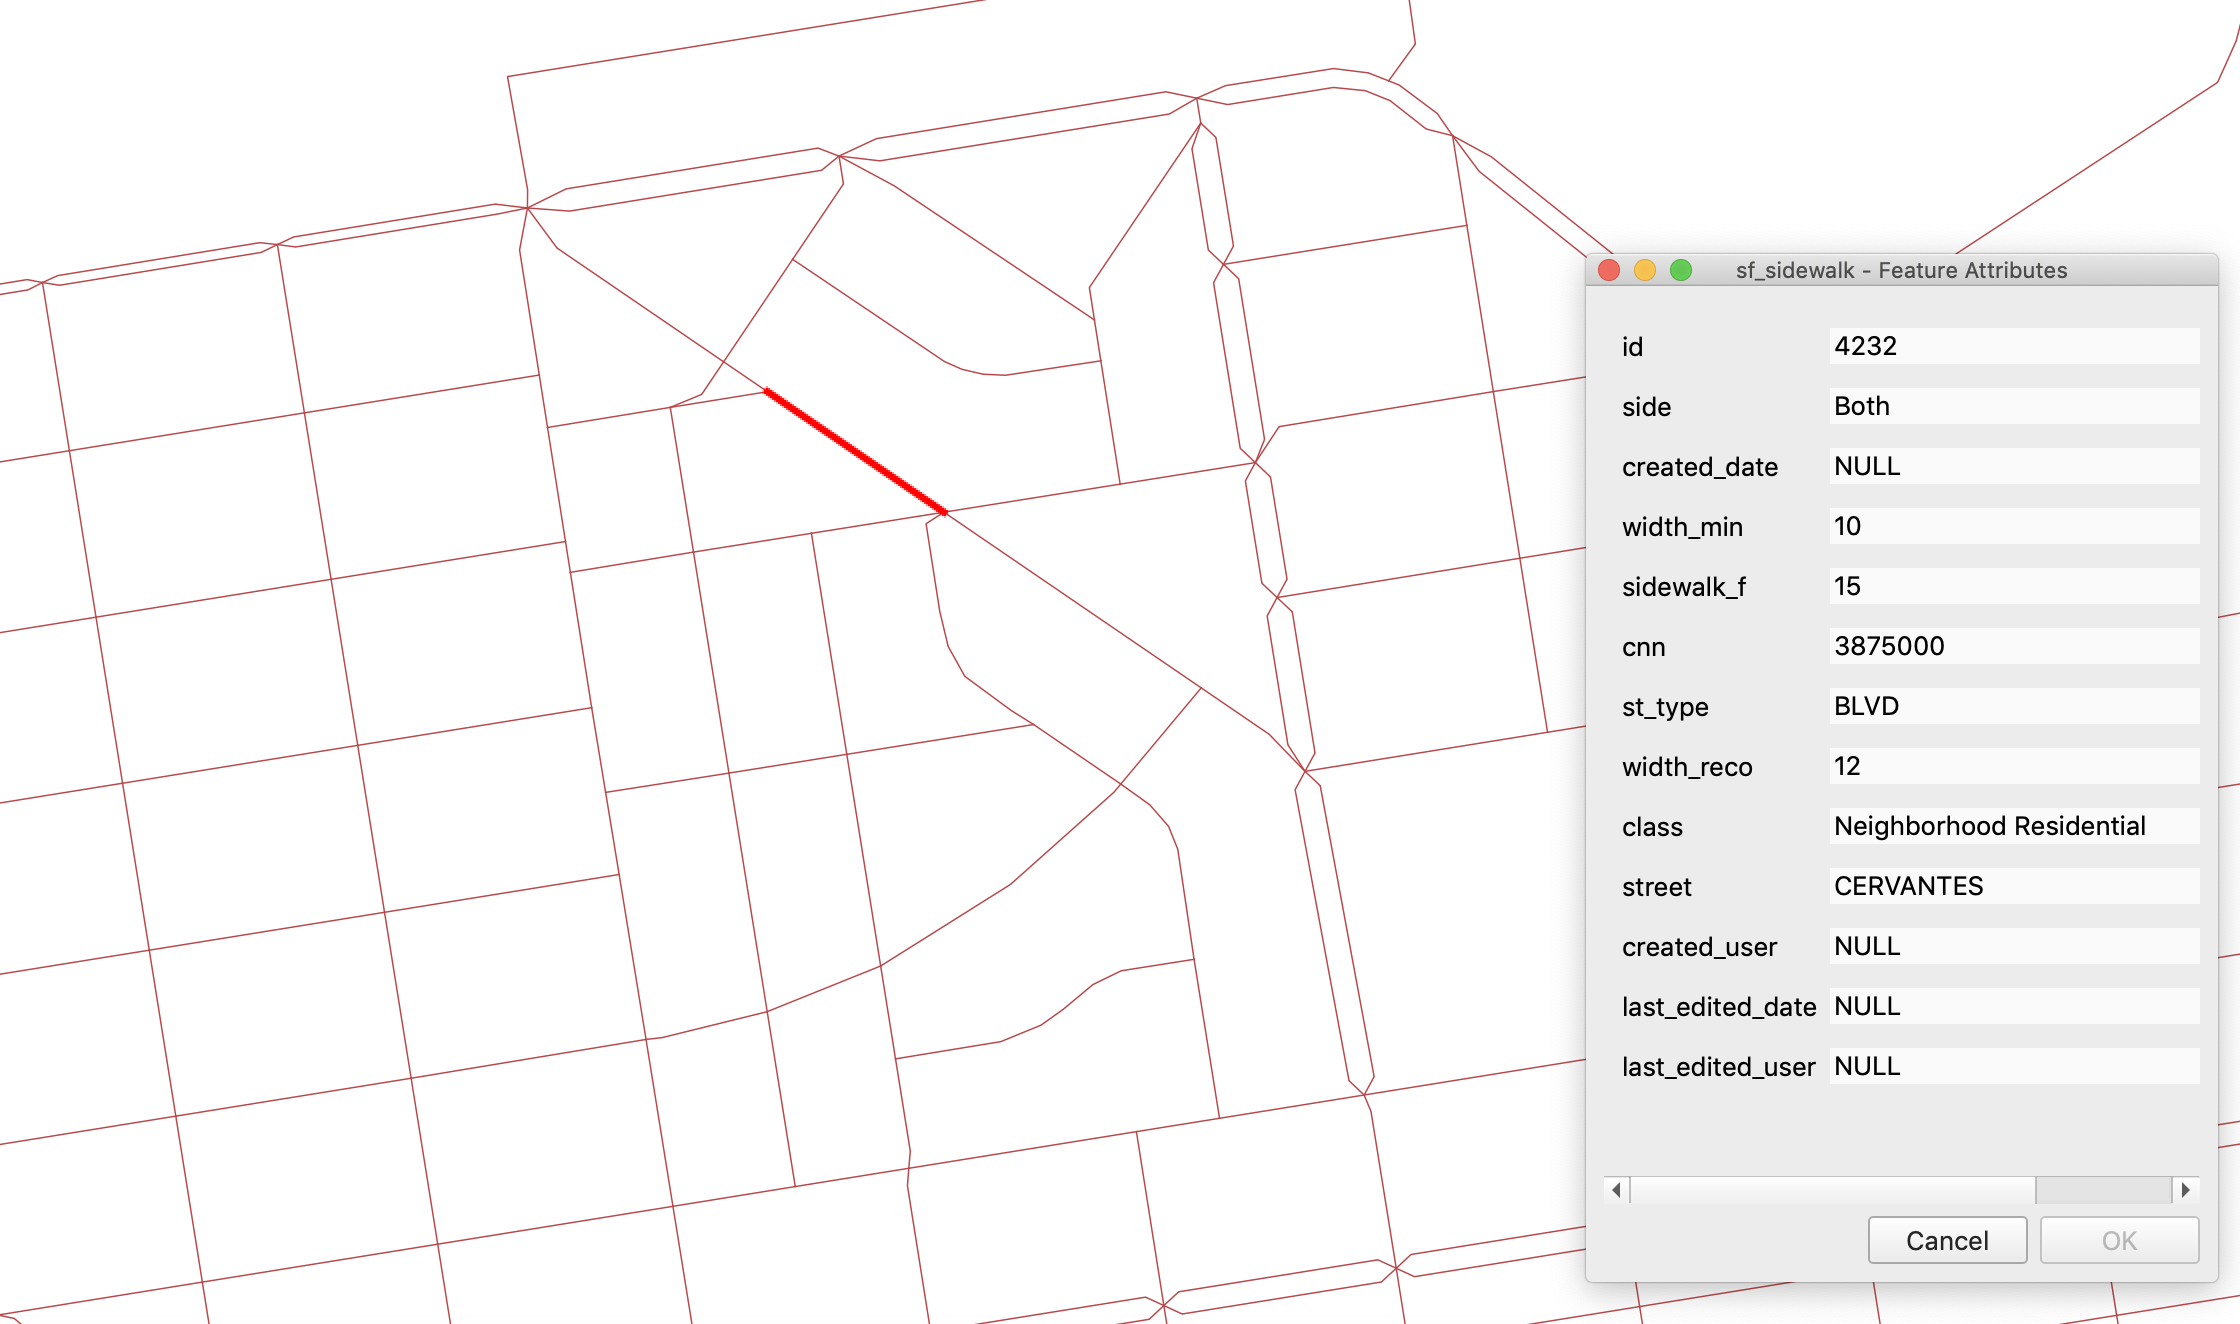 sf_sidewalk - Feature Attributes
id 4232
side Both
created_date NULL
width_min 10
sidewalk_f 15
cnn 3875000
st_type BLVD
width_reco 12
class Neighborhood Residential
street CERVANTES
created_user NULL
last_edited_date NULL
last_edited_user NULL
Cancel OK